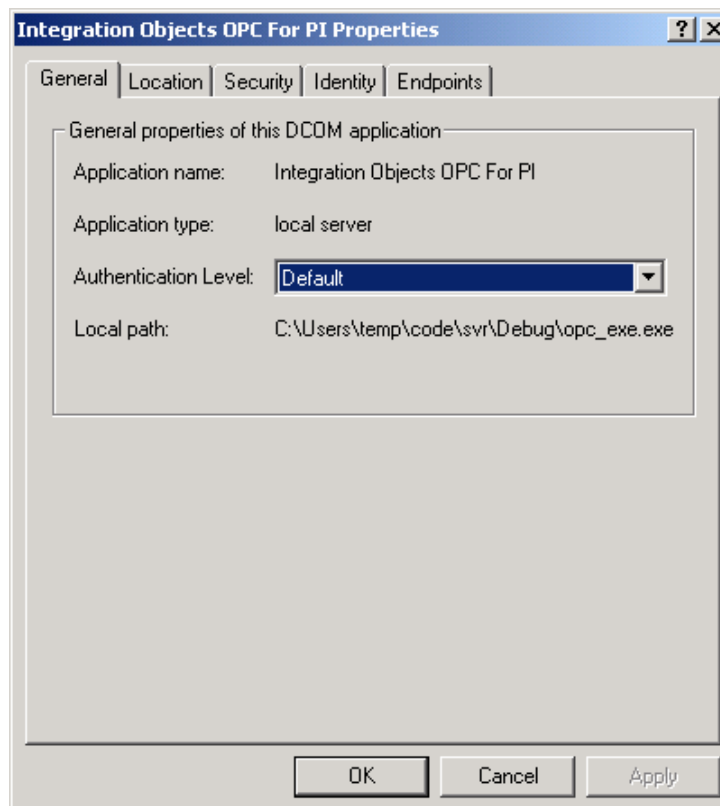 Integration Objects OPC For PI Properties
General Location Security Identity Endpoints
General properties of this DCOM application
Application name: Integration Objects OPC For PI
Application type: local server
Authentication Level: Default
Local path: C:\Users\temp\code\svr\Debug\opc_exe.exe
OK Cancel Apply